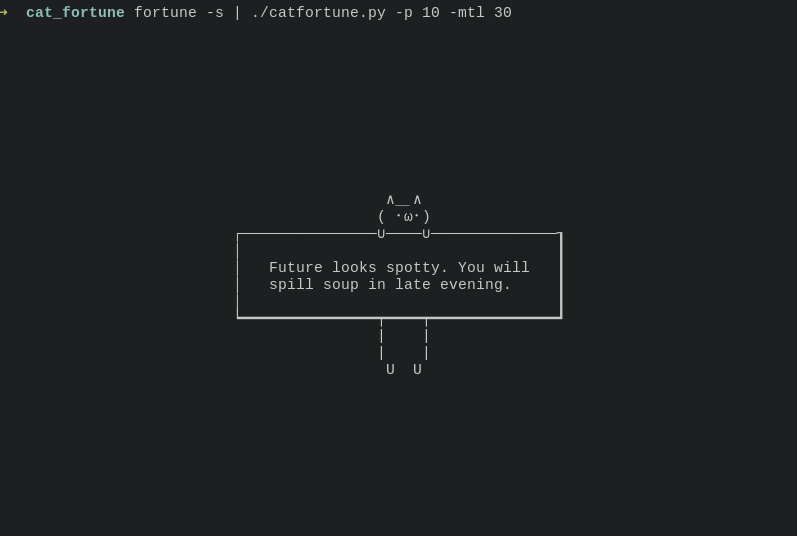 ➜  cat_fortune fortune -s | ./catfortune.py -p 10 -mtl 30
∧__∧
( ･ω･)
Future looks spotty. You will
spill soup in late evening.
U  U